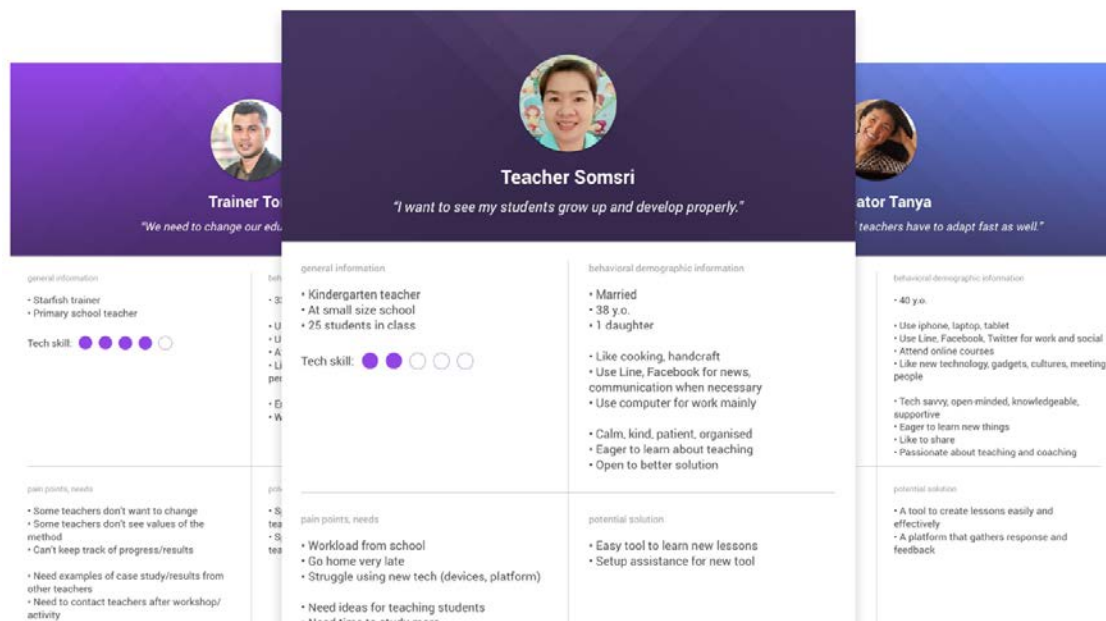 Trainer
"We need to change our
general information
• Starfish trainer
• Primary school teacher
Tech skill:
pain points, needs
• Some teachers don't want to change
• Some teachers don't see values of the
method
• Can't keep track of progress/results
• Need examples of case study/results from
other teachers
• Need to contact teachers after workshop/
activity
Teacher Somsri
"I want to see my students grow up and develop properly."
general information
• Kindergarten teacher
• At small size school
• 25 students in class
Tech skill:
behavioral demographic information
• Married
• 38 y.o.
• 1 daughter
• Like cooking, handcraft
• Use Line, Facebook for news,
communication when necessary
• Use computer for work mainly
• Calm, kind, patient, organised
• Eager to learn about teaching
• Open to better solution
pain points, needs
• Workload from school
• Go home very late
• Struggle using new tech (devices, platform)
• Need ideas for teaching students
• Need time to study more
potential solution
• Easy tool to learn new lessons
• Setup assistance for new tool
Tanya
teachers have to adapt fast as well."
behavioral demographic information
• 40 y.o.
• Use iphone, laptop, tablet
• Use Line, Facebook, Twitter for work and social
• Attend online courses
• Like new technology, gadgets, cultures, meeting
people
• Tech savvy, open-minded, knowledgeable,
supportive
• Eager to learn new things
• Like to share
• Passionate about teaching and coaching
potential solution
• A tool to create lessons easily and
effectively
• A platform that gathers response and
feedback